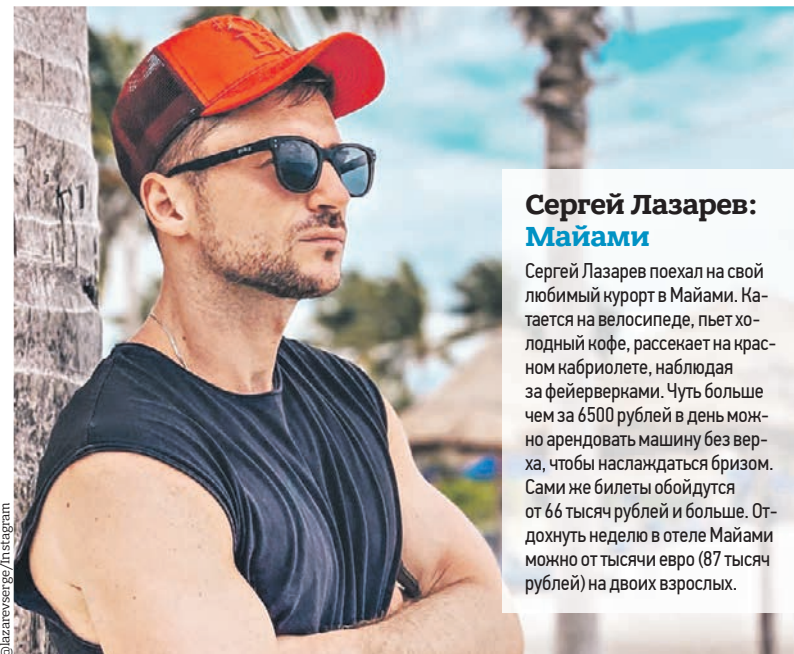 Сергей Лазарев:
Майами
Сергей Лазарев поехал на свой
любимый курорт в Майами. Ка-
тается на велосипеде, пьет хо-
лодный кофе, рассекает на крас-
ном кабриолете, наблюдая
за фейерверками. Чуть больше
чем за 6500 рублей в день мож-
но арендовать машину без вер-
ха, чтобы наслаждаться бризом.
Сами же билеты обойдутся
от 66 тысяч рублей и больше. От-
дохнуть неделю в отеле Майами
можно от тысячи евро (87 тысяч
рублей) на двоих взрослых.
@lazarevserge/Instagram